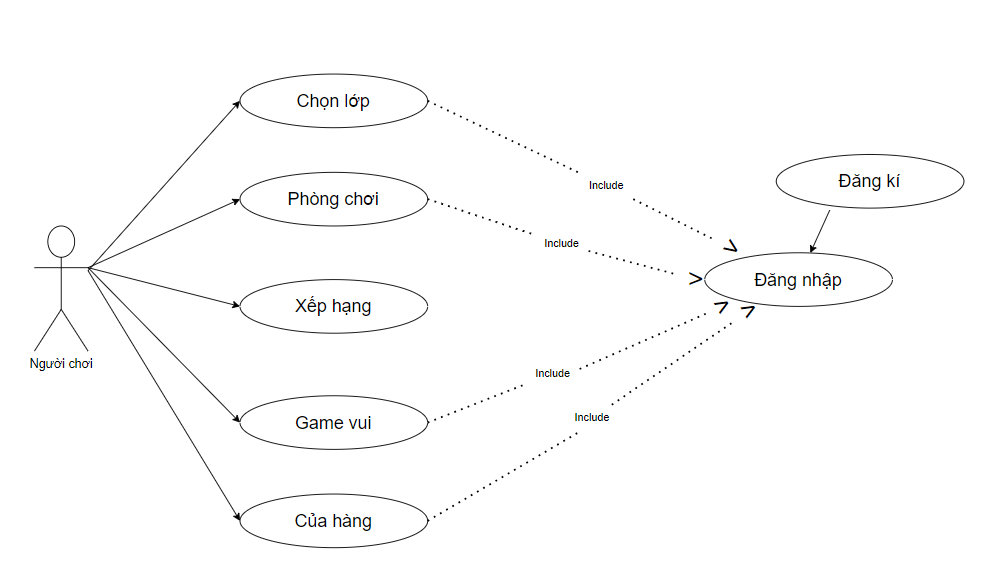 Chọn lớp
Include
Đăng kí
Phòng chơi
Include
Đăng nhập
Xếp hạng
Người chơi
Include
Game vui
Include
Của hàng